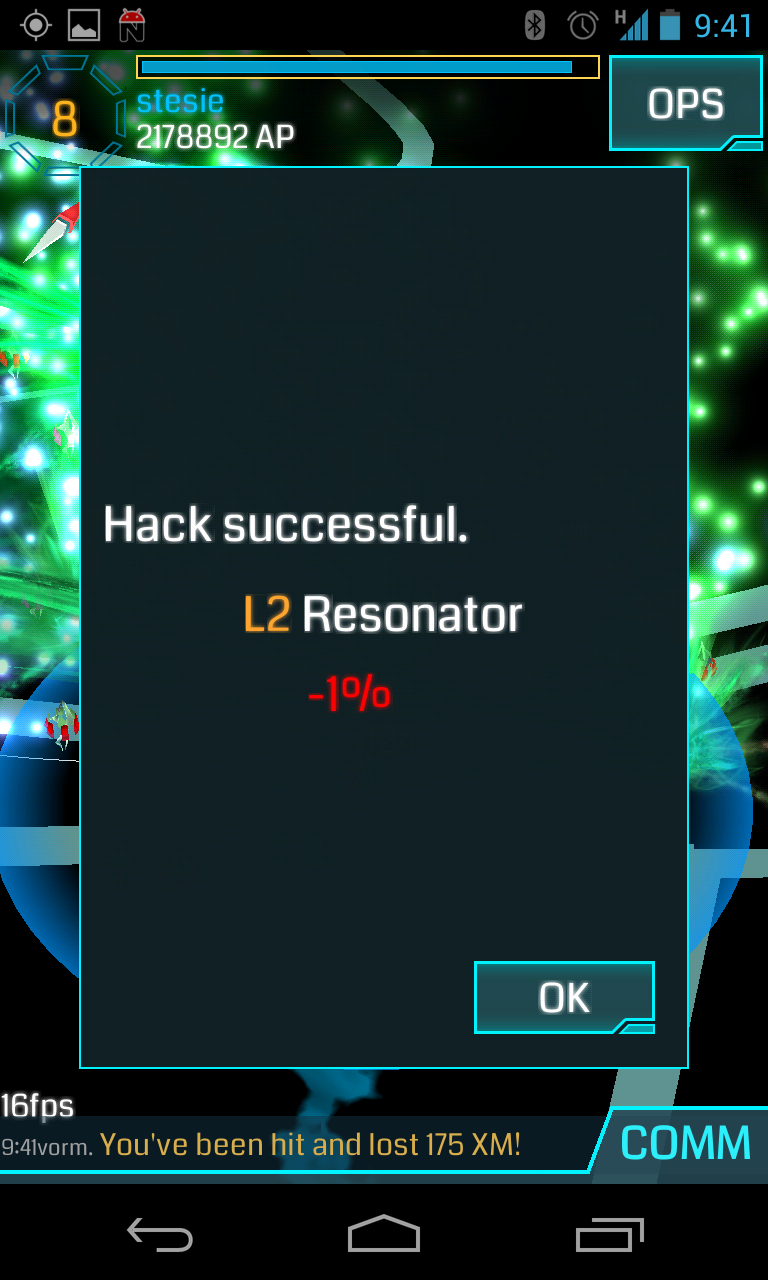 H 9:41
8
stesie
2178892 AP
OPS
Hack successful.
L2 Resonator
-1%
OK
16fps
9:41vorm. You've been hit and lost 175 XM!
COMM